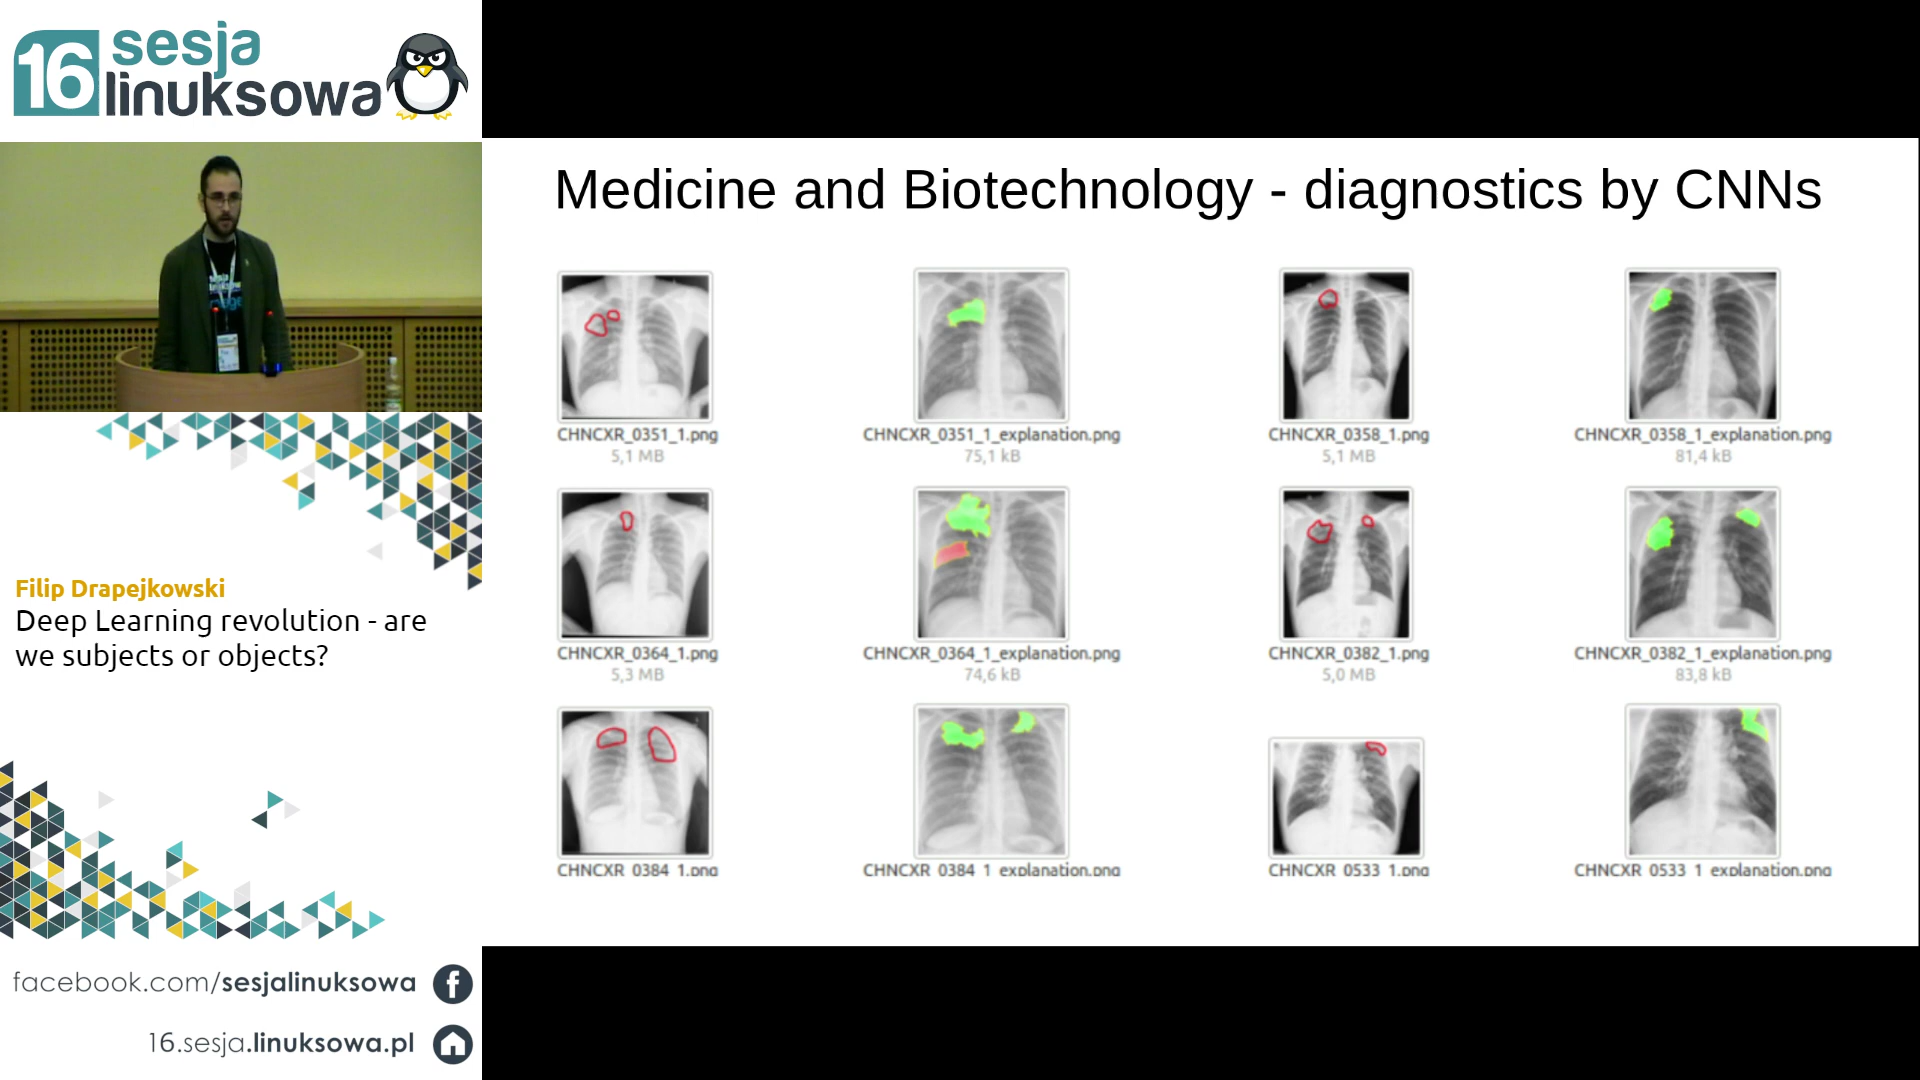 16 sesja
linuksowa
Filip Drapejkowski
Deep Learning revolution - are
we subjects or objects?
facebook.com/sesjalinuksowa
16.sesja.linuksowa.pl
Medicine and Biotechnology - diagnostics by CNNs
CHNCXR_0351_1.png
5,1 MB
CHNCXR_0351_1_explanation.png
75,1 kB
CHNCXR_0358_1.png
5,1 MB
CHNCXR_0358_1_explanation.png
81,4 kB
CHNCXR_0364_1.png
5,3 MB
CHNCXR_0364_1_explanation.png
74,6 kB
CHNCXR_0382_1.png
5,0 MB
CHNCXR_0382_1_explanation.png
83,8 kB
CHNCXR_0384_1.png
CHNCXR_0384_1_explanation.png
CHNCXR_0533_1.png
CHNCXR_0533_1_explanation.png